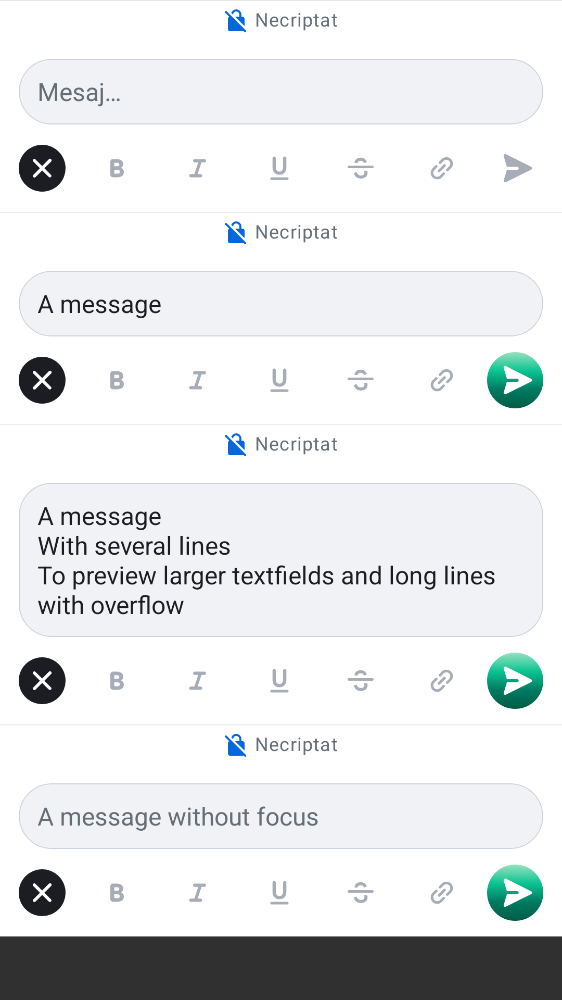 Necriptat
Mesaj…
B I U S
Necriptat
A message
B I U S
Necriptat
A message
With several lines
To preview larger textfields and long lines
with overflow
B I U S
Necriptat
A message without focus
B I U S